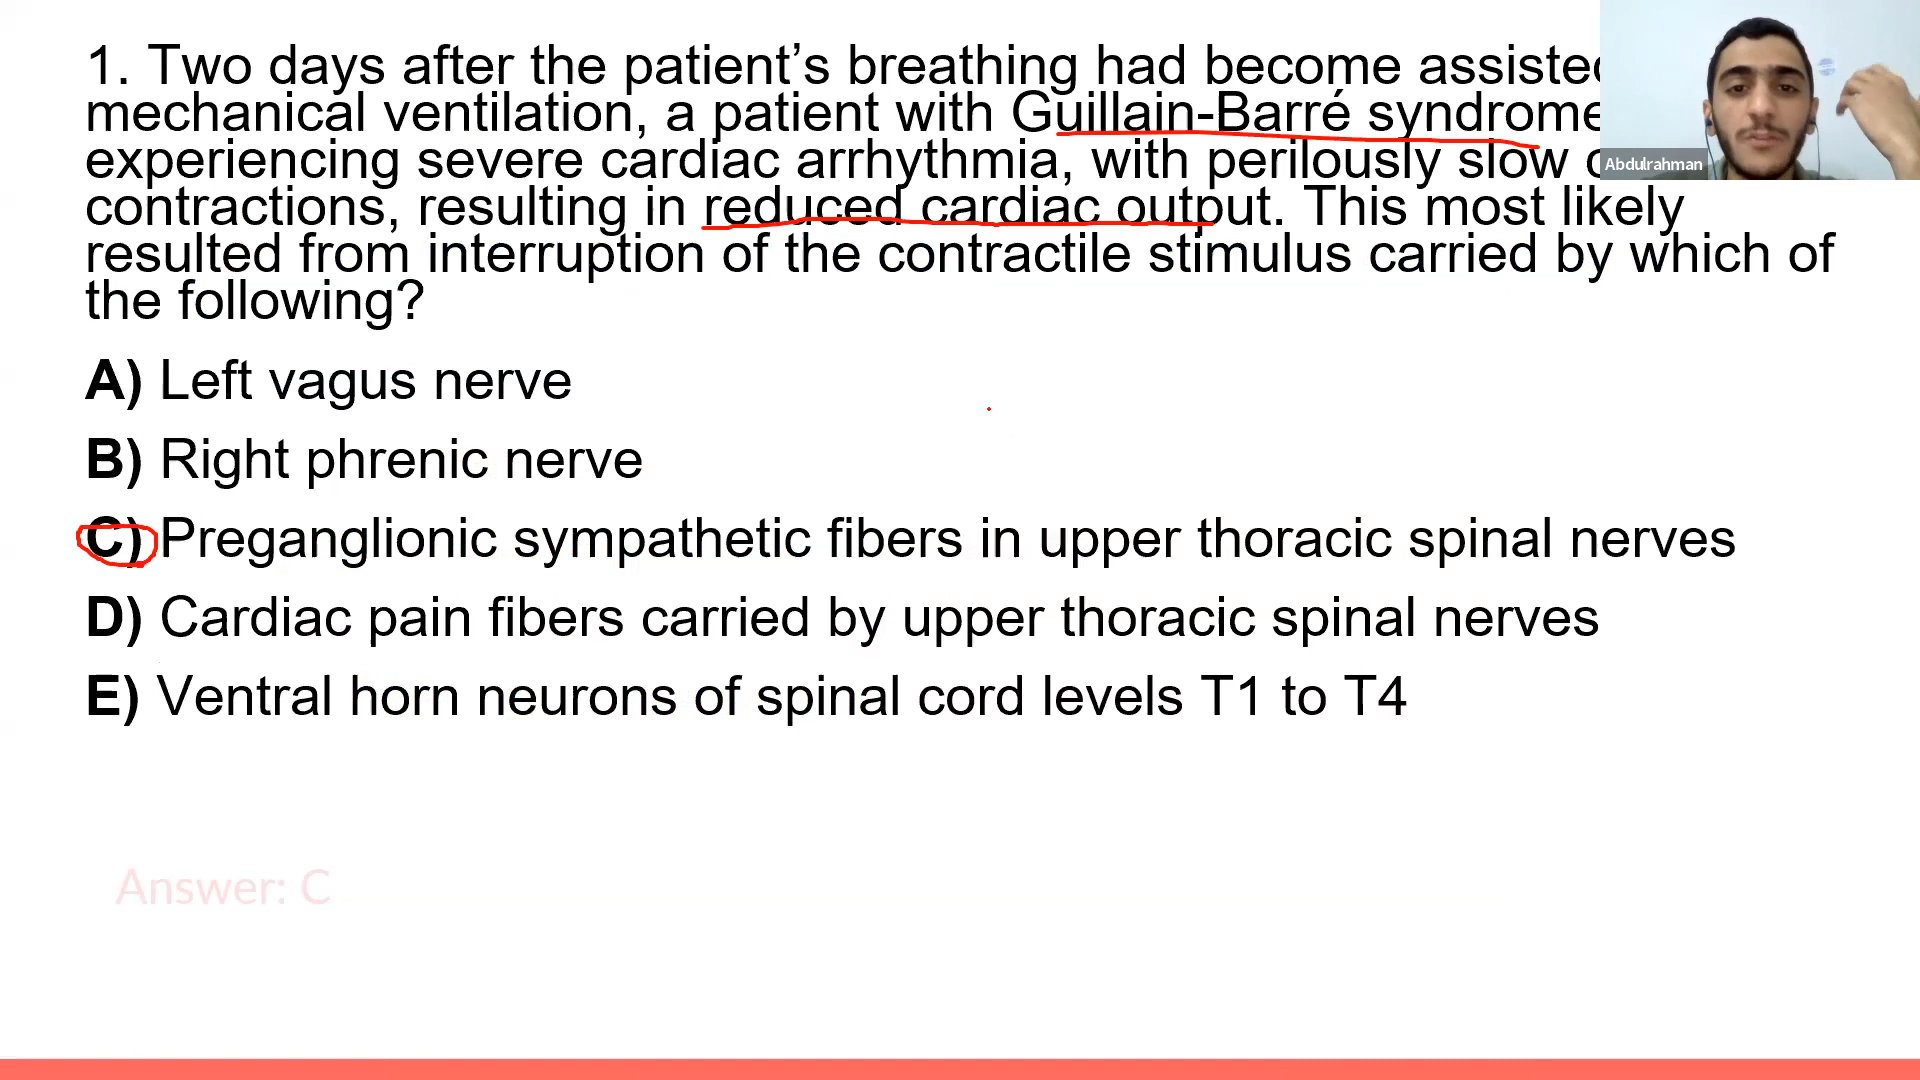 1. Two days after the patient’s breathing had become assisted
mechanical ventilation, a patient with Guillain-Barré syndrome
experiencing severe cardiac arrhythmia, with perilously slow
contractions, resulting in reduced cardiac output. This most likely
resulted from interruption of the contractile stimulus carried by which of
the following?
A) Left vagus nerve
B) Right phrenic nerve
C) Preganglionic sympathetic fibers in upper thoracic spinal nerves
D) Cardiac pain fibers carried by upper thoracic spinal nerves
E) Ventral horn neurons of spinal cord levels T1 to T4
Answer: C
Abdulrahman